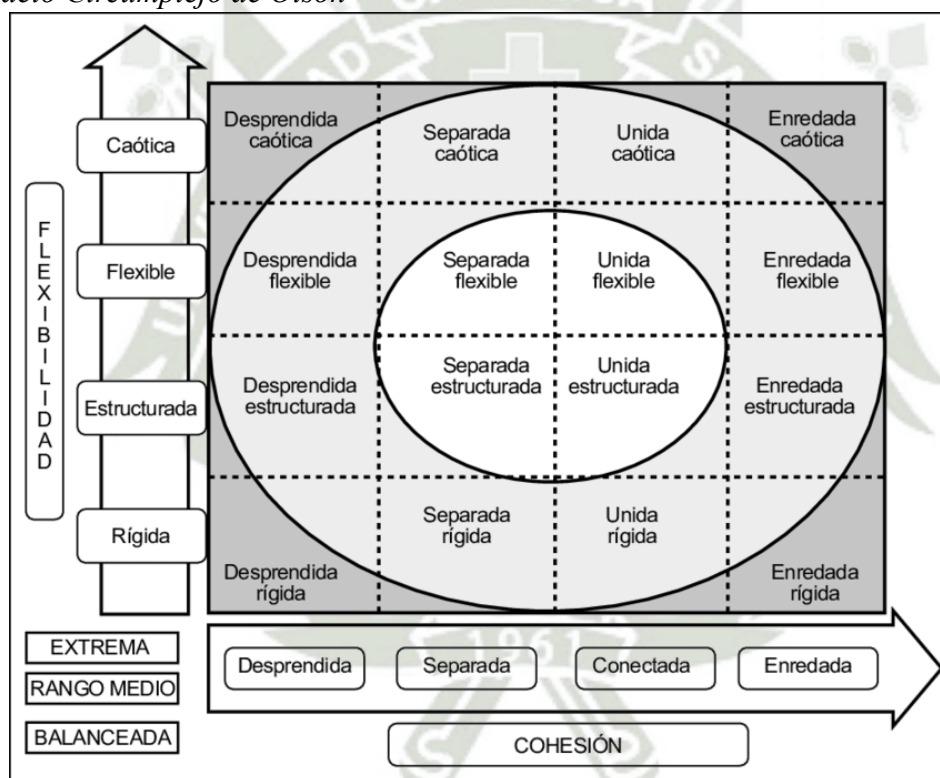 Circumplejo de Olson
Caótica
Flexible
Estructurada
Rígida
FLEXIBILIDAD
Desprendida
caótica
Separada
caótica
Unida
caótica
Enredada
caótica
Desprendida
flexible
Separada
flexible
Unida
flexible
Enredada
flexible
Desprendida
estructurada
Separada
estructurada
Unida
estructurada
Enredada
estructurada
Desprendida
rígida
Separada
rígida
Unida
rígida
Enredada
rígida
EXTREMA
RANGO MEDIO
BALANCEADA
Desprendida
Separada
Conectada
Enredada
COHESIÓN
1961